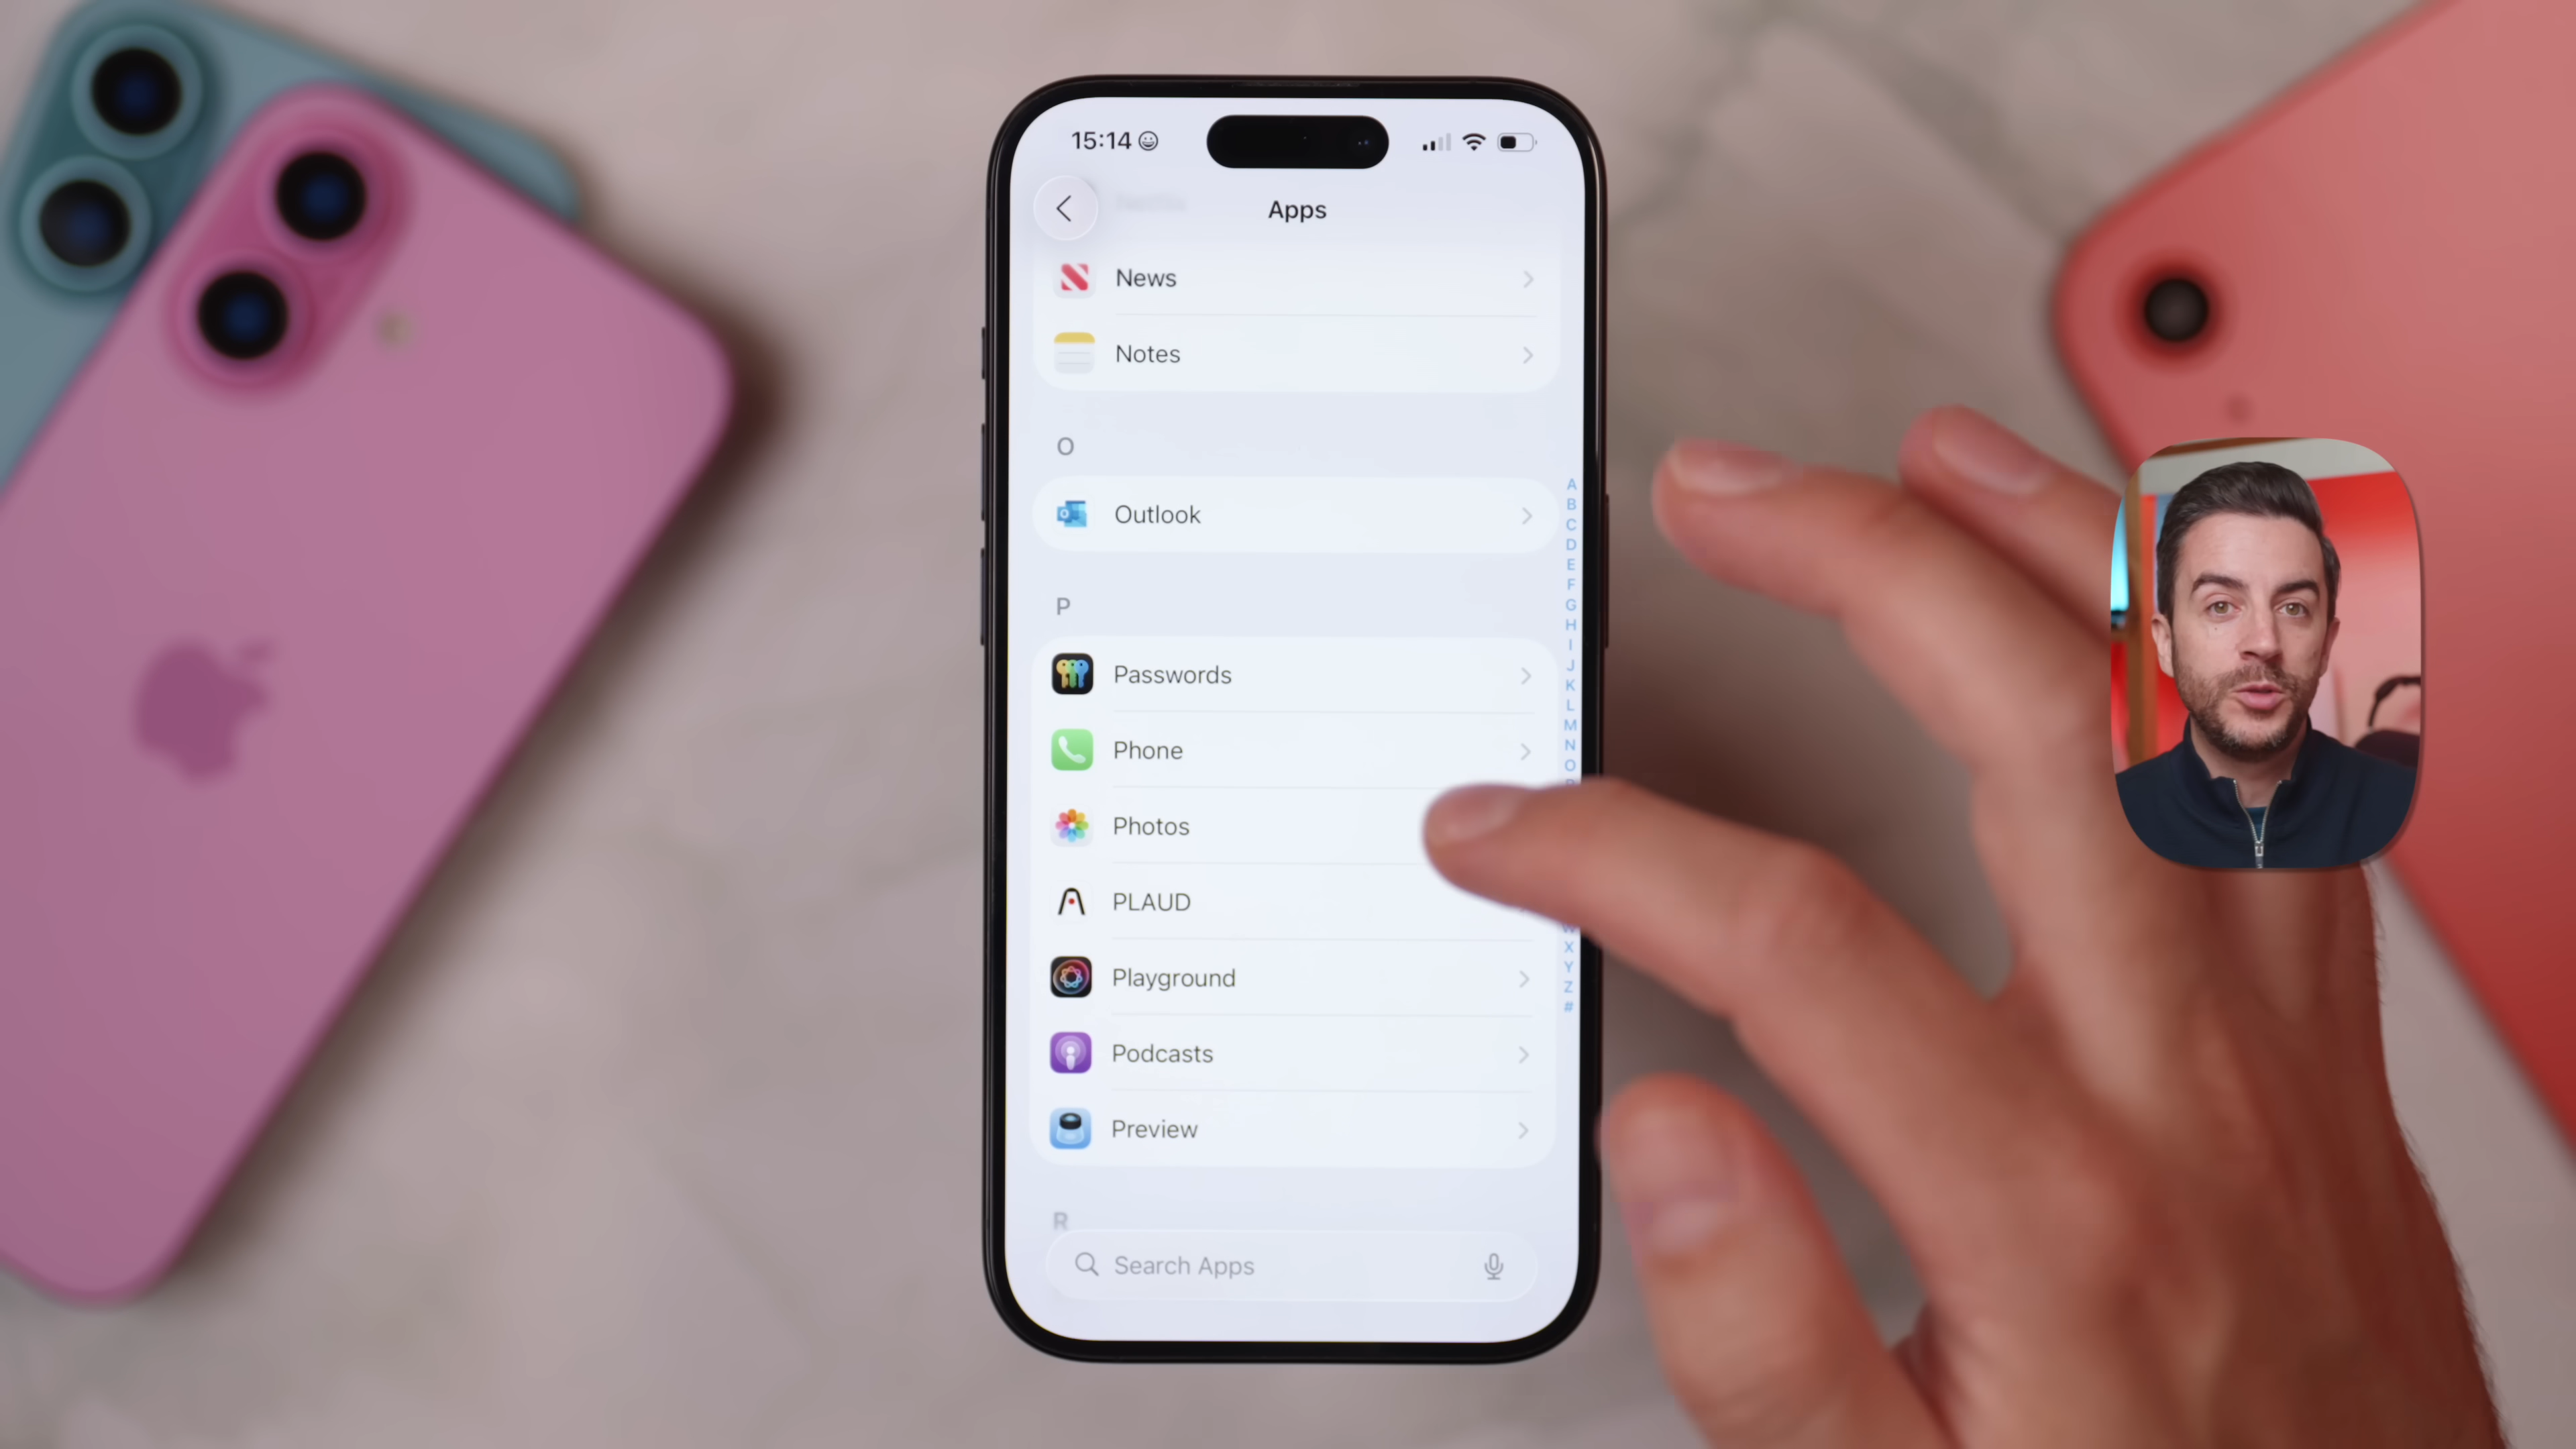 15:14
Apps
News
Notes
O
Outlook
P
Passwords
Phone
Photos
PLAUD
Playground
Podcasts
Preview
R
Search Apps
A
B
C
D
E
F
G
H
I
J
K
L
M
N
O
W
X
Y
Z
#